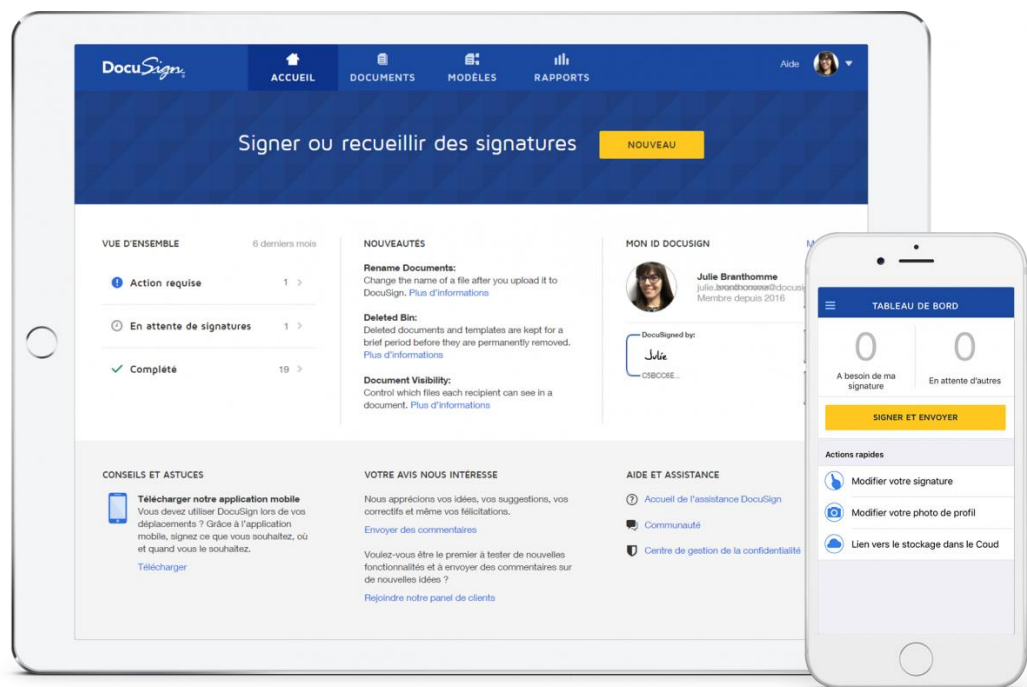 DocuSign
ACCUEIL
DOCUMENTS
MODÈLES
RAPPORTS
Aide
Signer ou recueillir des signatures
NOUVEAU
VUE D'ENSEMBLE
6 derniers mois
Action requise
1
En attente de signatures
1
Complété
19
NOUVEAUTÉS
Rename Documents:
Change the name of a file after you upload it to
DocuSign. Plus d'informations
Deleted Bin:
Deleted documents and templates are kept for a
brief period before they are permanently removed.
Plus d'informations
Document Visibility:
Control which files each recipient can see in a
document. Plus d'informations
MON ID DOCUSIGN
Julie Branthomme
Membre depuis 2016
DocuSigned by:
Julie
C5BCC6E...
CONSEILS ET ASTUCES
Télécharger notre application mobile
Vous devez utiliser DocuSign lors de vos
déplacements ? Grâce à l'application
mobile, signez ce que vous souhaitez, où
et quand vous le souhaitez.
Télécharger
VOTRE AVIS NOUS INTÉRESSE
Nous apprécions vos idées, vos suggestions, vos
correctifs et même vos félicitations.
Envoyer des commentaires
Voulez-vous être le premier à tester de nouvelles
fonctionnalités et à envoyer des commentaires sur
de nouvelles idées ?
Rejoindre notre panel de clients
AIDE ET ASSISTANCE
Accueil de l'assistance DocuSign
Communauté
Centre de gestion de la confidentialité
TABLEAU DE BORD
0
A besoin de ma
signature
0
En attente d'autres
SIGNER ET ENVOYER
Actions rapides
Modifier votre signature
Modifier votre photo de profil
Lien vers le stockage dans le Coud